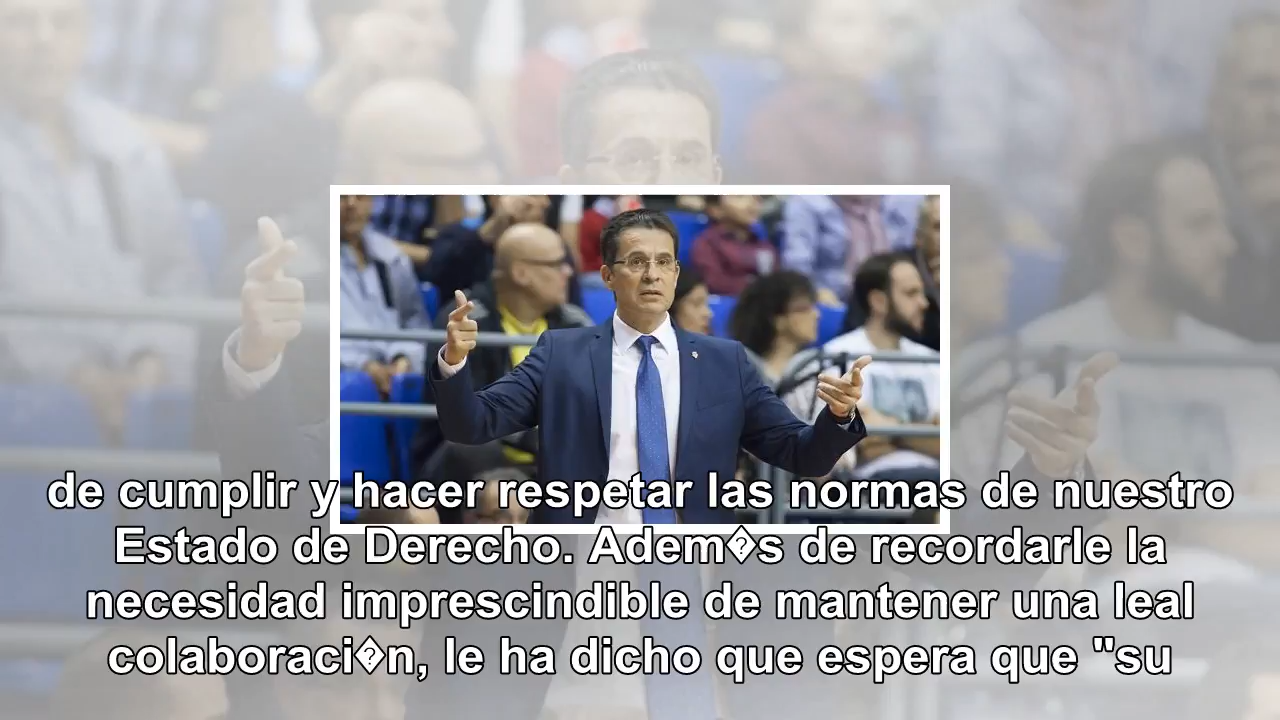 de cumplir y hacer respetar las normas de nuestro
Estado de Derecho. Adem�s de recordarle la
necesidad imprescindible de mantener una leal
colaboraci�n, le ha dicho que espera que "su